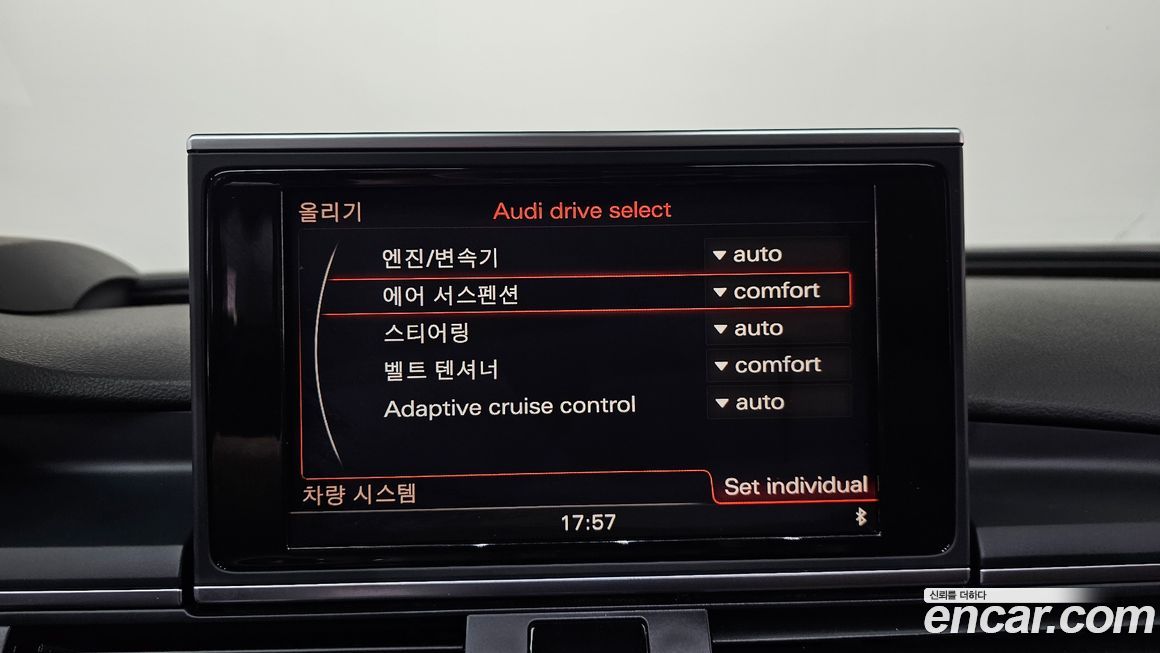 올리기 Audi drive select
엔진/변속기 ▼ auto
에어 서스펜션 ▼ comfort
스티어링 ▼ auto
벨트 텐셔너 ▼ comfort
Adaptive cruise control ▼ auto
차량 시스템 Set individual
17:57
신뢰를 더하다
encar.com